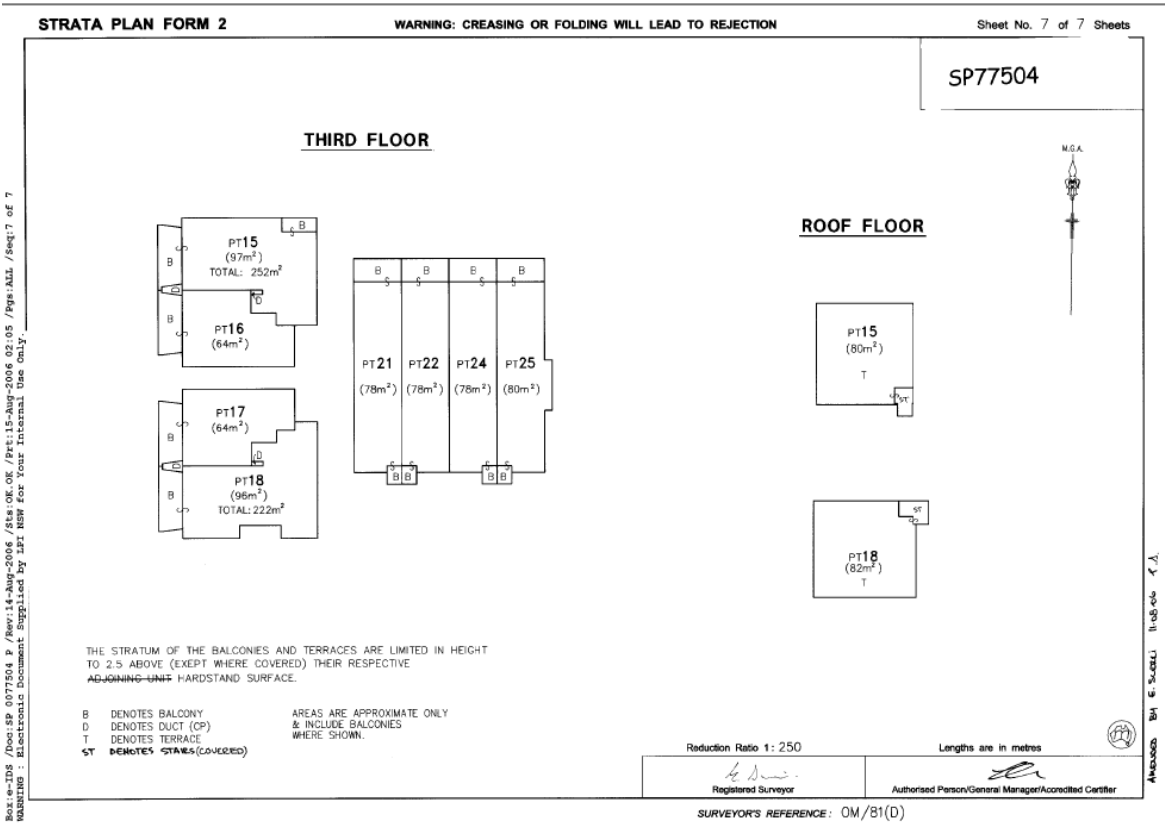 STRATA PLAN FORM 2
WARNING: CREASING OR FOLDING WILL LEAD TO REJECTION
Sheet No. 7 of 7 Sheets
SP77504
THIRD FLOOR
M.G.A.
ROOF FLOOR
B
S
PT15
(97m²)
TOTAL: 252m²
B
S
D
D
B
S
PT16
(64m²)
PT17
(64m²)
S
B
D
D
B
S
PT18
(96m²)
TOTAL: 222m²
B
B
B
B
S
S
S
S
PT21
PT22
PT24
PT25
(78m²)
(78m²)
(78m²)
(80m²)
S
S
S
S
B
B
B
B
PT15
(80m²)
T
S
ST
ST
S
PT18
(82m²)
T
THE STRATUM OF THE BALCONIES AND TERRACES ARE LIMITED IN HEIGHT
TO 2.5 ABOVE (EXEPT WHERE COVERED) THEIR RESPECTIVE
ADJOINING UNIT HARDSTAND SURFACE.
B DENOTES BALCONY
D DENOTES DUCT (CP)
T DENOTES TERRACE
ST DENOTES STAIRS (COVERED)
AREAS ARE APPROXIMATE ONLY
& INCLUDE BALCONIES
WHERE SHOWN.
Reduction Ratio 1: 250
Lengths are in metres
Registered Surveyor
Authorised Person/General Manager/Accredited Certifier
SURVEYOR'S REFERENCE: OM/81(D)
Box:e-IDS /Doc:SP 0077504 P /Rev:14-Aug-2006 /Sts:OK.OK /Prt:15-Aug-2006 02:05 /Pgs:ALL /Seq:7 of 7
WARNING : Electronic Document Supplied by LPI NSW for Your Internal Use Only.
AMENDED BY E. 11-08-06